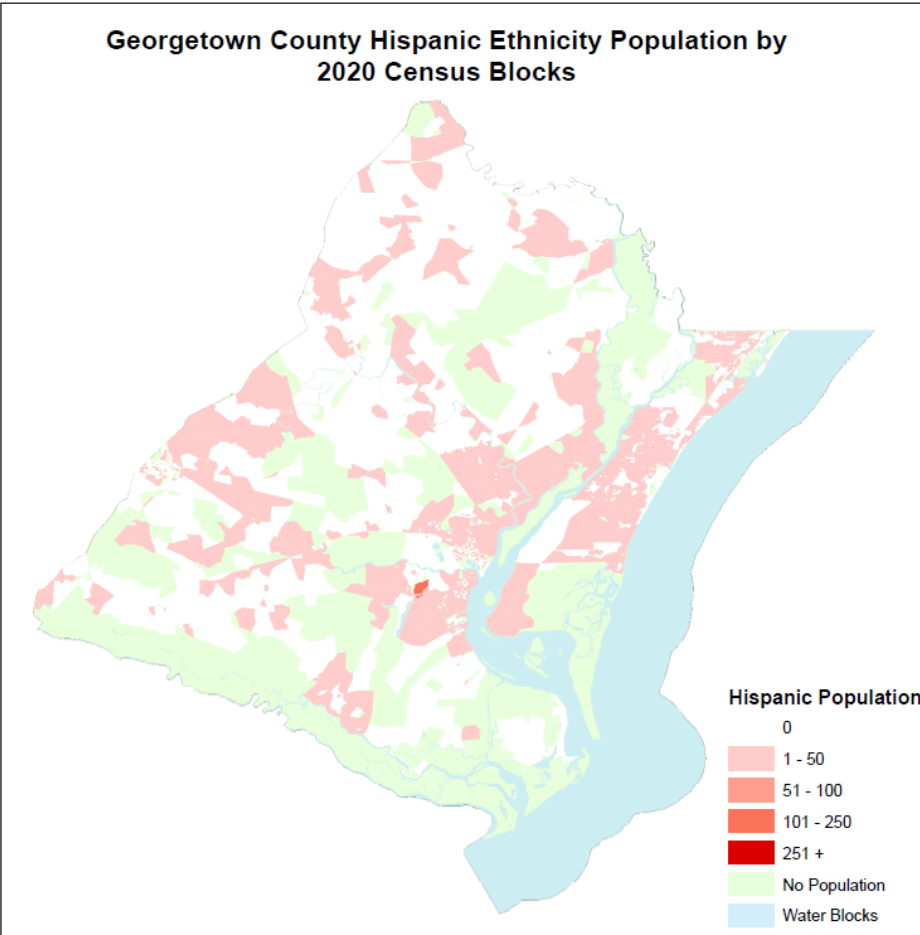 Georgetown County Hispanic Ethnicity Population by
2020 Census Blocks
Hispanic Population
0
1 - 50
51 - 100
101 - 250
251 +
No Population
Water Blocks